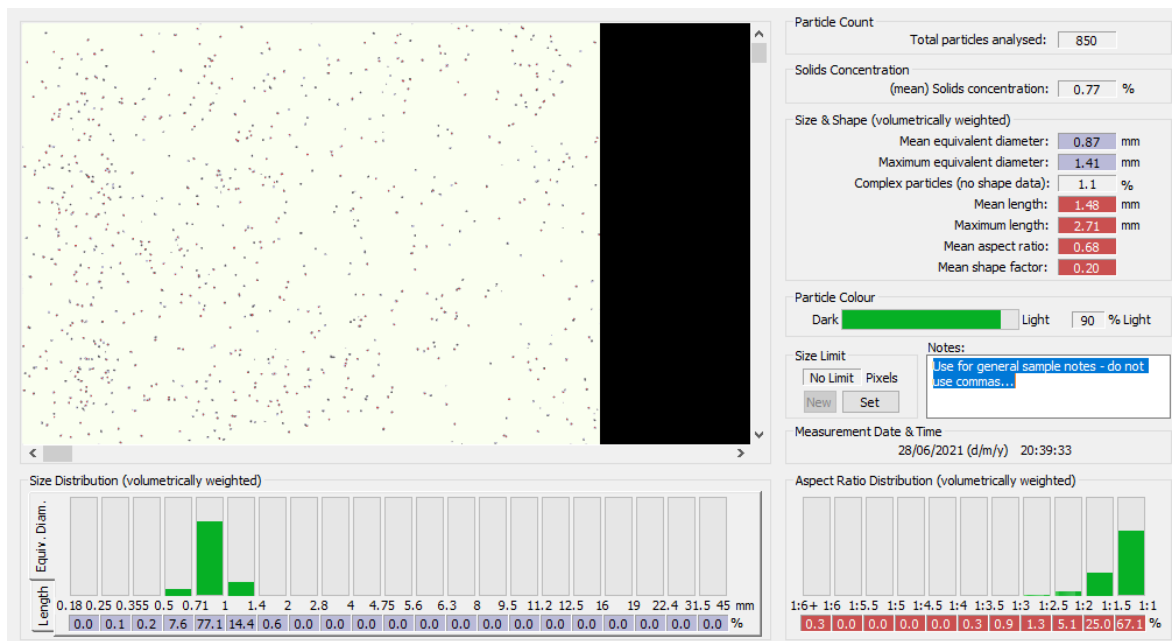 Particle Count
Total particles analysed: 850
Solids Concentration
(mean) Solids concentration: 0.77 %
Size & Shape (volumetrically weighted)
Mean equivalent diameter: 0.87 mm
Maximum equivalent diameter: 1.41 mm
Complex particles (no shape data): 1.1 %
Mean length: 1.48 mm
Maximum length: 2.71 mm
Mean aspect ratio: 0.68
Mean shape factor: 0.20
Particle Colour
Dark Light 90 % Light
Size Limit
No Limit Pixels
New Set
Notes:
Use for general sample notes - do not
use commas...
Measurement Date & Time
28/06/2021 (d/m/y) 20:39:33
Size Distribution (volumetrically weighted)
Equiv. Diam.
Length
0.18 0.25 0.355 0.5 0.71 1 1.4 2 2.8 4 4.75 5.6 6.3 8 9.5 11.2 12.5 16 19 22.4 31.5 45 mm
0.0 0.1 0.2 7.6 77.1 14.4 0.6 0.0 0.0 0.0 0.0 0.0 0.0 0.0 0.0 0.0 0.0 0.0 0.0 0.0 0.0 %
Aspect Ratio Distribution (volumetrically weighted)
1:6+ 1:6 1:5.5 1:5 1:4.5 1:4 1:3.5 1:3 1:2.5 1:2 1:1.5 1:1
0.3 0.0 0.0 0.0 0.0 0.3 0.9 1.3 5.1 25.0 67.1 %